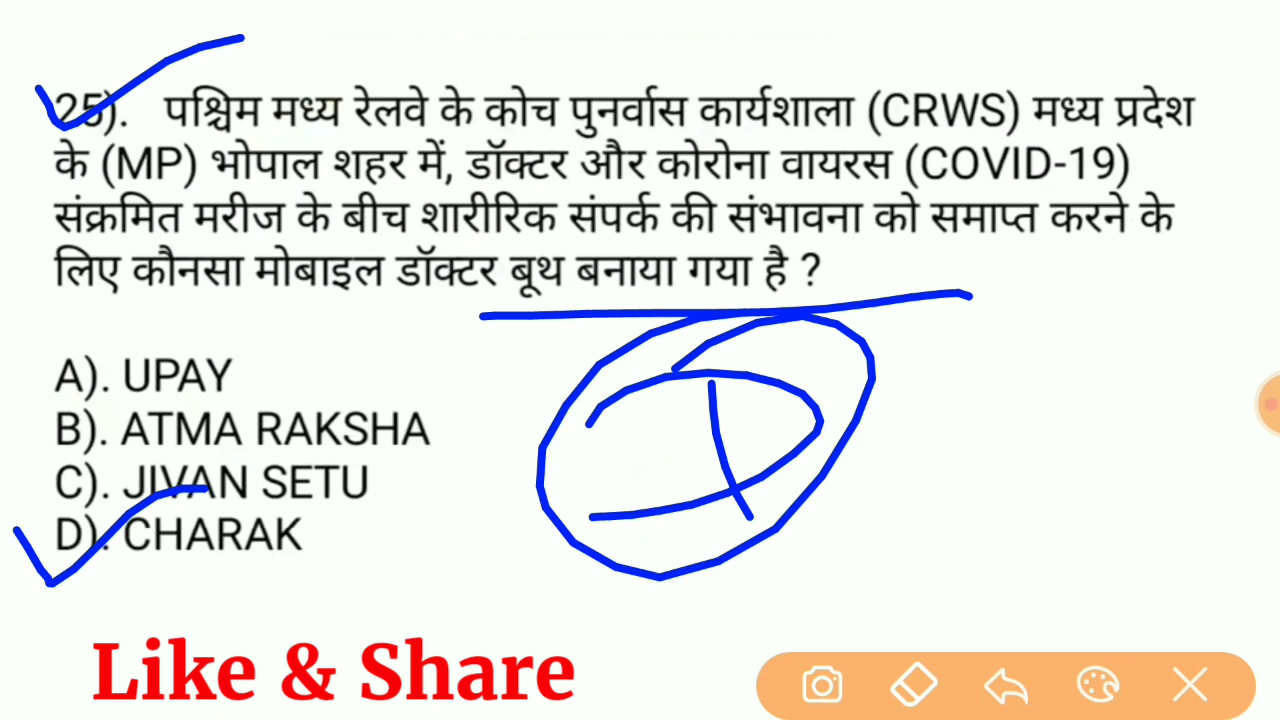 25). पश्चिम मध्य रेलवे के कोच पुनर्वास कार्यशाला (CRWS) मध्य प्रदेश
के (MP) भोपाल शहर में, डॉक्टर और कोरोना वायरस (COVID-19)
संक्रमित मरीज के बीच शारीरिक संपर्क की संभावना को समाप्त करने के
लिए कौनसा मोबाइल डॉक्टर बूथ बनाया गया है ?
A). UPAY
B). ATMA RAKSHA
C). JIVAN SETU
D). CHARAK
D
Like & Share